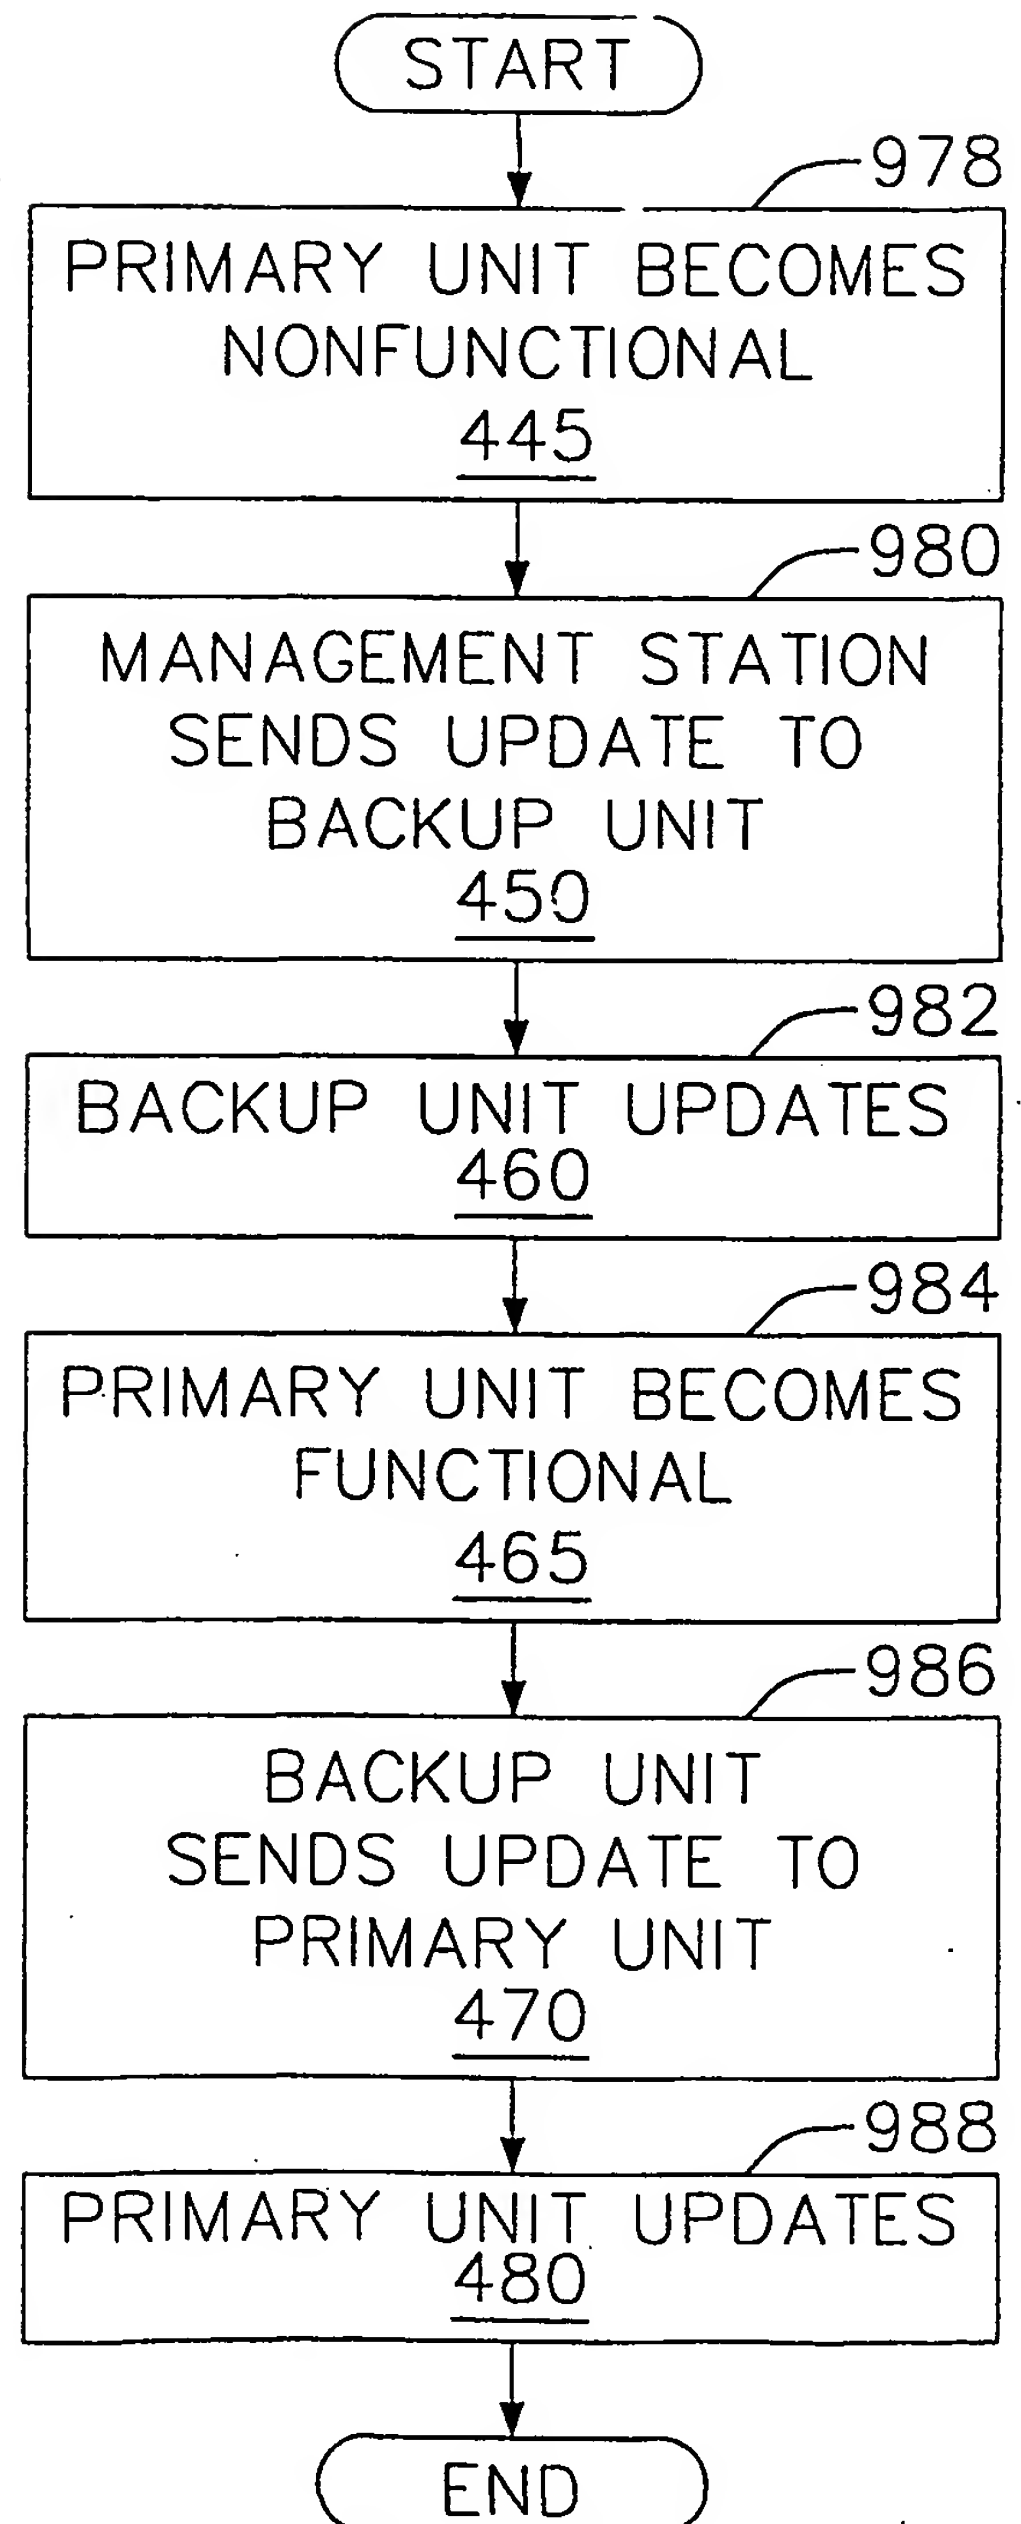 START
978
PRIMARY UNIT BECOMES
NONFUNCTIONAL
445
980
MANAGEMENT STATION
SENDS UPDATE TO
BACKUP UNIT
450
982
BACKUP UNIT UPDATES
460
984
PRIMARY UNIT BECOMES
FUNCTIONAL
465
986
BACKUP UNIT
SENDS UPDATE TO
PRIMARY UNIT
470
988
PRIMARY UNIT UPDATES
480
END